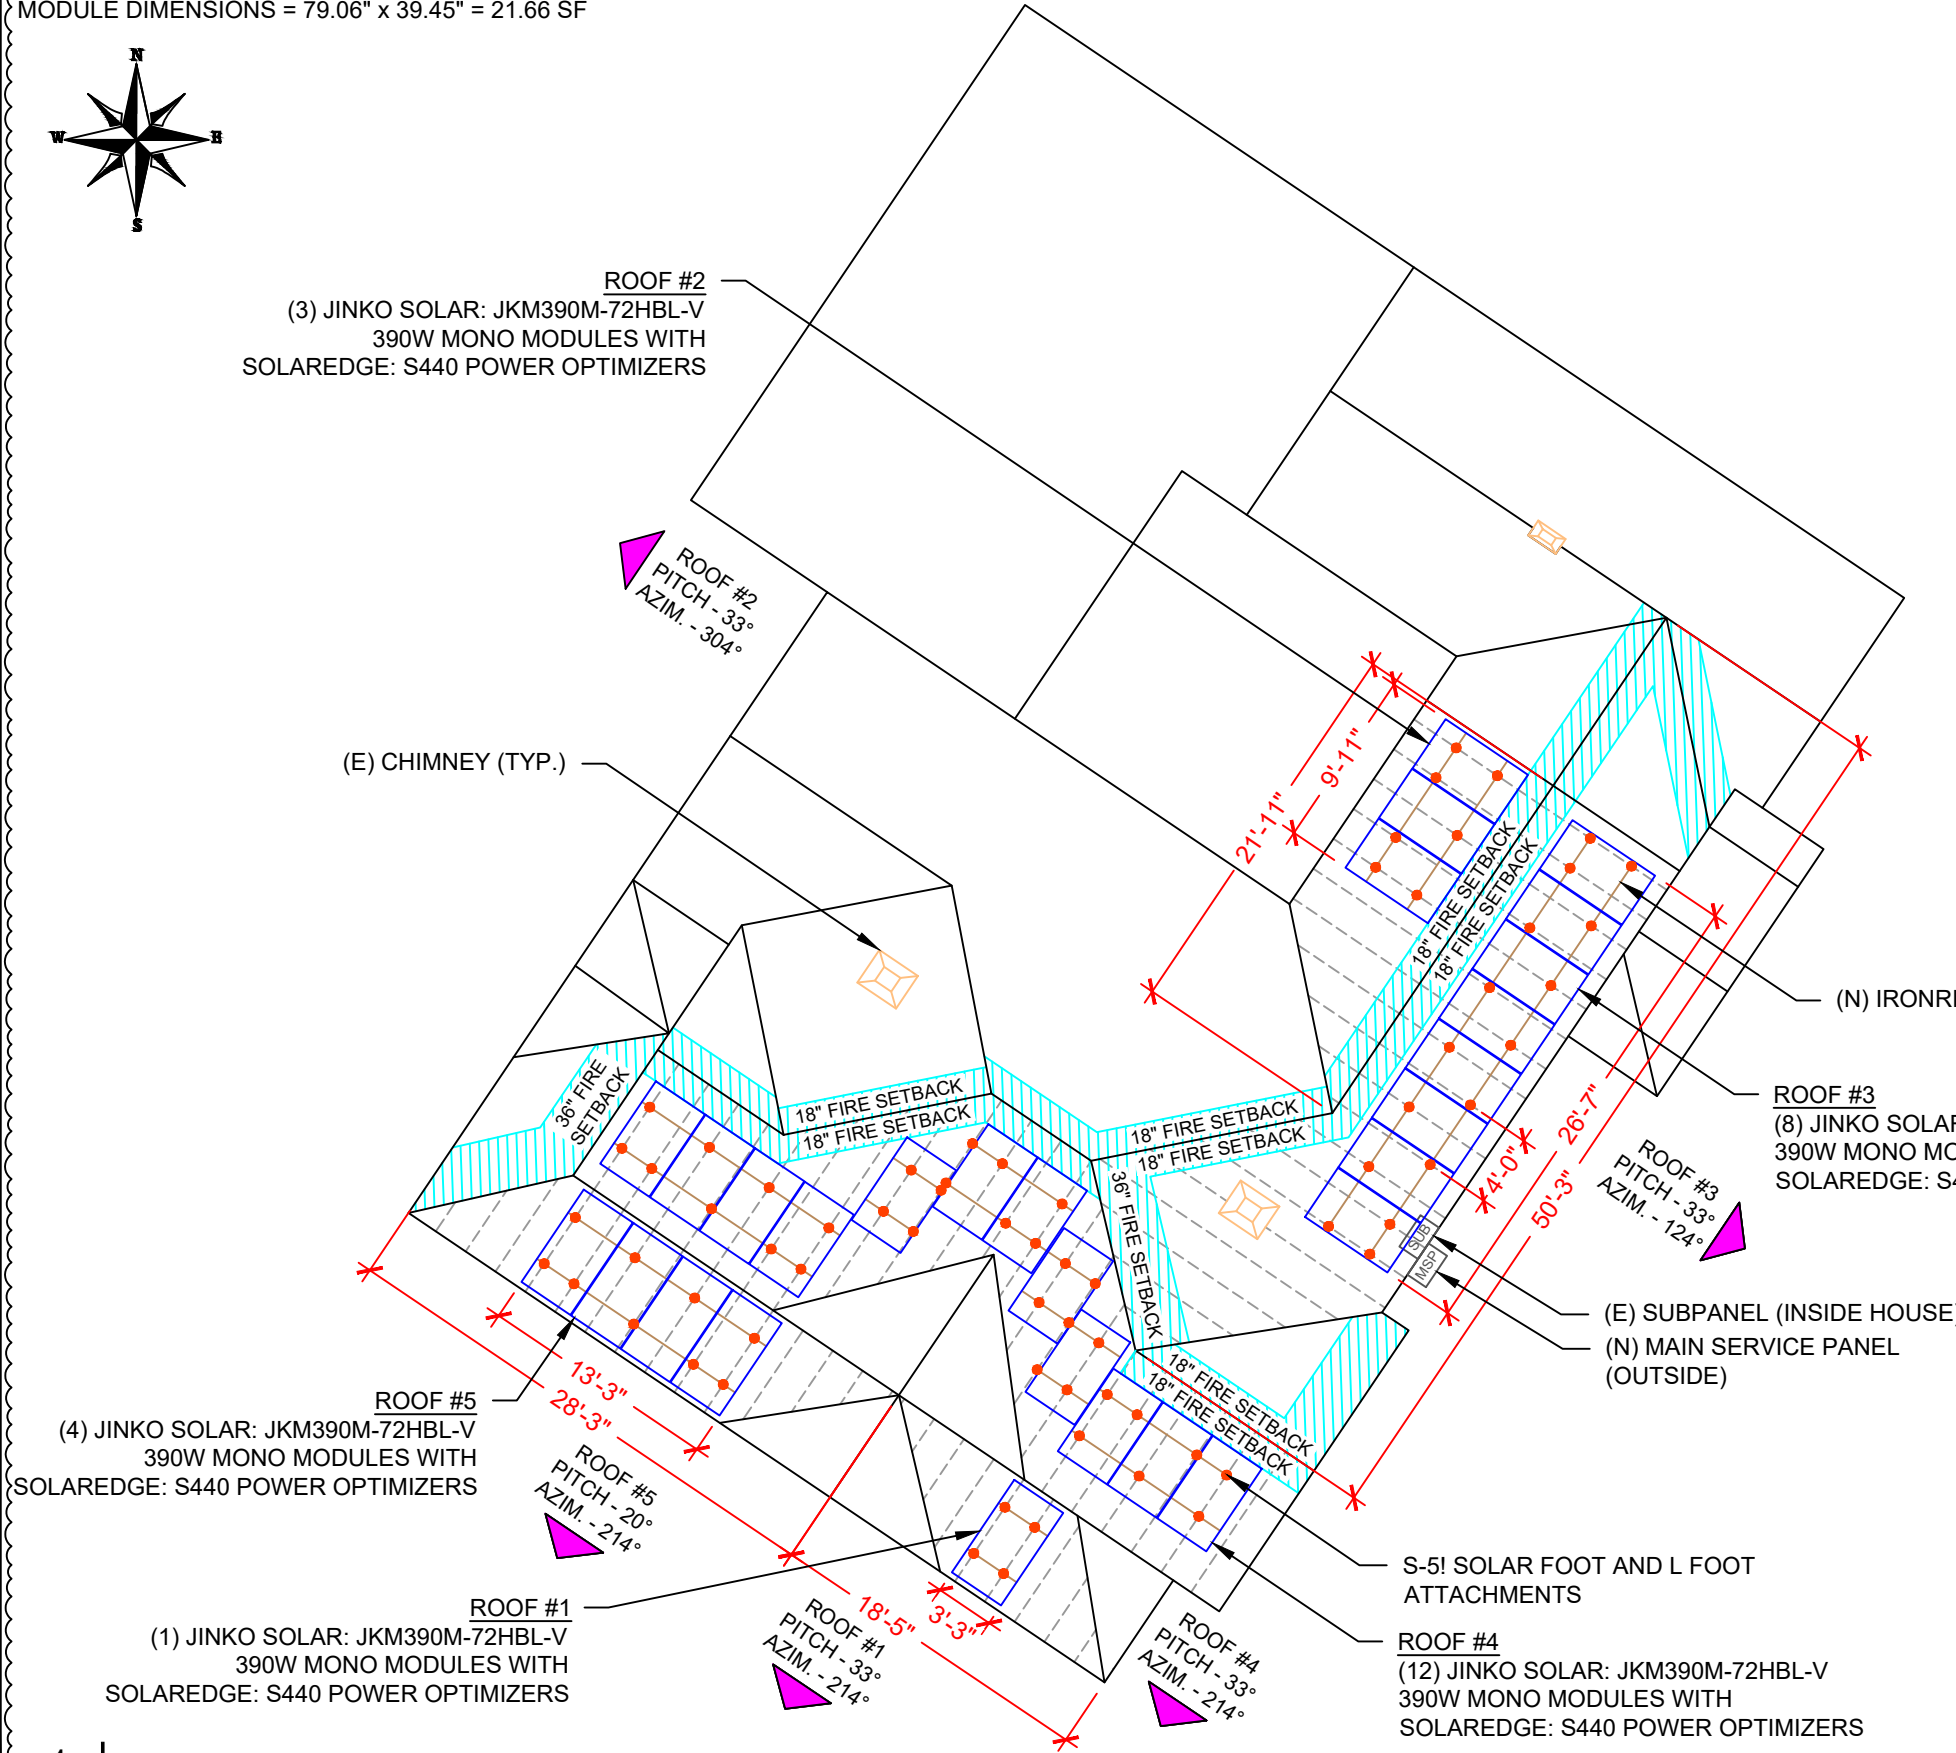 MODULE DIMENSIONS = 79.06" x 39.45" = 21.66 SF
N
W
E
S
ROOF #2
(3) JINKO SOLAR: JKM390M-72HBL-V
390W MONO MODULES WITH
SOLAREDGE: S440 POWER OPTIMIZERS
ROOF #2
PITCH - 33°
AZIM. - 304°
(E) CHIMNEY (TYP.)
21'-11"
9'-11"
18" FIRE SETBACK
18" FIRE SETBACK
(N) IRONR
36" FIRE
SETBACK
18" FIRE SETBACK
18" FIRE SETBACK
18" FIRE SETBACK
18" FIRE SETBACK
36" FIRE SETBACK
4'-0"
26'-7"
50'-3"
ROOF #3
(8) JINKO SOLAR
390W MONO MO
SOLAREDGE: S4
ROOF #3
PITCH - 33°
AZIM. - 124°
SUB
MSP
(E) SUBPANEL (INSIDE HOUSE)
(N) MAIN SERVICE PANEL
(OUTSIDE)
18" FIRE SETBACK
18" FIRE SETBACK
13'-3"
28'-3"
ROOF #5
(4) JINKO SOLAR: JKM390M-72HBL-V
390W MONO MODULES WITH
SOLAREDGE: S440 POWER OPTIMIZERS
ROOF #5
PITCH - 20°
AZIM. - 214°
ROOF #1
(1) JINKO SOLAR: JKM390M-72HBL-V
390W MONO MODULES WITH
SOLAREDGE: S440 POWER OPTIMIZERS
18'-5"
3'-3"
ROOF #1
PITCH - 33°
AZIM. - 214°
ROOF #4
PITCH - 33°
AZIM. - 214°
S-5! SOLAR FOOT AND L FOOT
ATTACHMENTS
ROOF #4
(12) JINKO SOLAR: JKM390M-72HBL-V
390W MONO MODULES WITH
SOLAREDGE: S440 POWER OPTIMIZERS